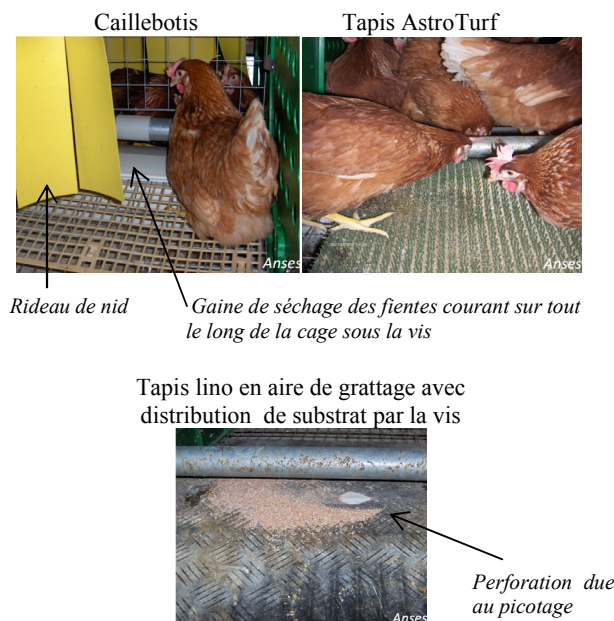 Caillebotis
Tapis AstroTurf
Anses
Anses
Rideau de nid
Gaine de séchage des fientes courant sur tout
le long de la cage sous la vis
Tapis lino en aire de grattage avec
distribution de substrat par la vis
Anses
Perforation due
au picotage